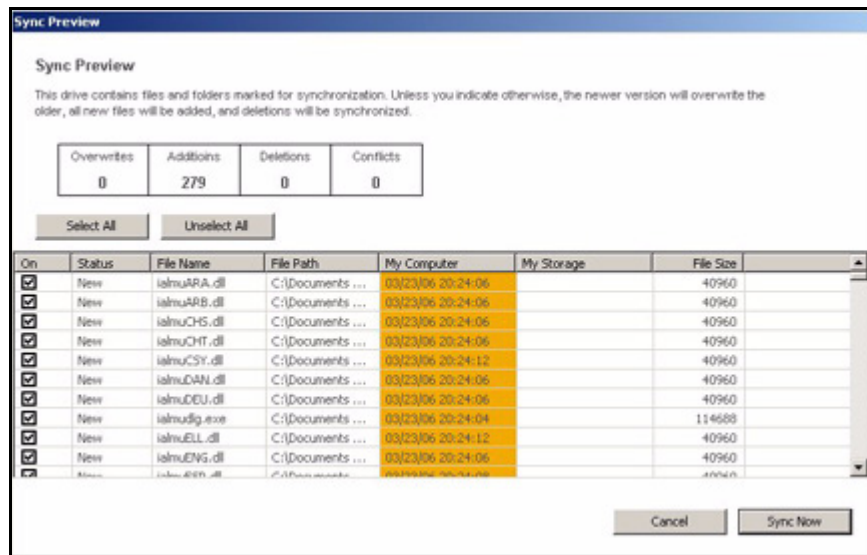 Sync Preview
Sync Preview
This drive contains files and folders marked for synchronization. Unless you indicate otherwise, the newer version will overwrite the
older, all new files will be added, and deletions will be synchronized.
Overwrites Additioins Deletions Conflicts
0 279 0 0
Select All Unselect All
On Status File Name File Path My Computer My Storage File Size
New ialmuARA.dll C:\Documents ... 03/23/06 20:24:06 40960
New ialmuARB.dll C:\Documents ... 03/23/06 20:24:06 40960
New ialmuCHS.dll C:\Documents ... 03/23/06 20:24:06 40960
New ialmuCHT.dll C:\Documents ... 03/23/06 20:24:06 40960
New ialmuCSY.dll C:\Documents ... 03/23/06 20:24:12 40960
New ialmuDAN.dll C:\Documents ... 03/23/06 20:24:06 40960
New ialmuDEU.dll C:\Documents ... 03/23/06 20:24:06 40960
New ialmudlg.exe C:\Documents ... 03/23/06 20:24:04 114688
New ialmuELL.dll C:\Documents ... 03/23/06 20:24:12 40960
New ialmuENG.dll C:\Documents ... 03/23/06 20:24:06 40960
Cancel Sync Now